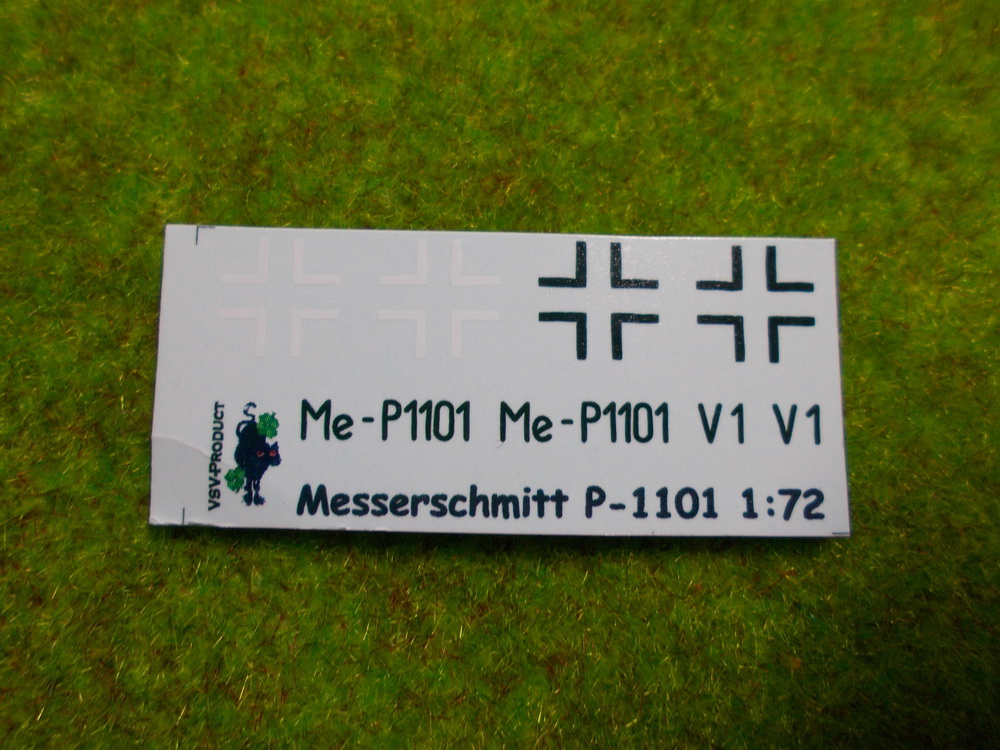 Me-P1101 Me-P1101 V1 V1
VSV-PRODUCT
Messerschmitt P-1101 1:72